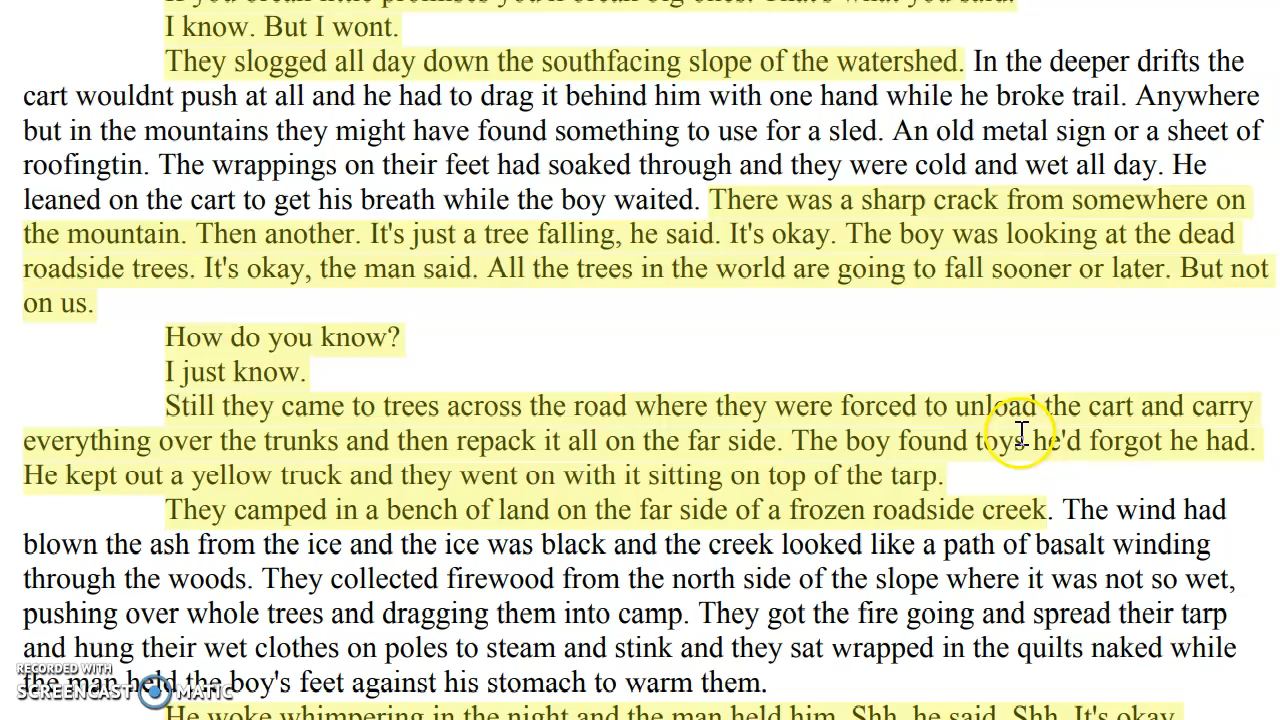 If you break little promises you'll break big ones. That's what you said.
I know. But I wont.
They slogged all day down the southfacing slope of the watershed. In the deeper drifts the
cart wouldnt push at all and he had to drag it behind him with one hand while he broke trail. Anywhere
but in the mountains they might have found something to use for a sled. An old metal sign or a sheet of
roofingtin. The wrappings on their feet had soaked through and they were cold and wet all day. He
leaned on the cart to get his breath while the boy waited. There was a sharp crack from somewhere on
the mountain. Then another. It's just a tree falling, he said. It's okay. The boy was looking at the dead
roadside trees. It's okay, the man said. All the trees in the world are going to fall sooner or later. But not
on us.
How do you know?
I just know.
Still they came to trees across the road where they were forced to unload the cart and carry
everything over the trunks and then repack it all on the far side. The boy found toys he'd forgot he had.
He kept out a yellow truck and they went on with it sitting on top of the tarp.
They camped in a bench of land on the far side of a frozen roadside creek. The wind had
blown the ash from the ice and the ice was black and the creek looked like a path of basalt winding
through the woods. They collected firewood from the north side of the slope where it was not so wet,
pushing over whole trees and dragging them into camp. They got the fire going and spread their tarp
and hung their wet clothes on poles to steam and stink and they sat wrapped in the quilts naked while
the man held the boy's feet against his stomach to warm them.
He woke whimpering in the night and the man held him. Shh, he said. Shh. It's okay.
RECORDED WITH
SCREENCAST MATIC